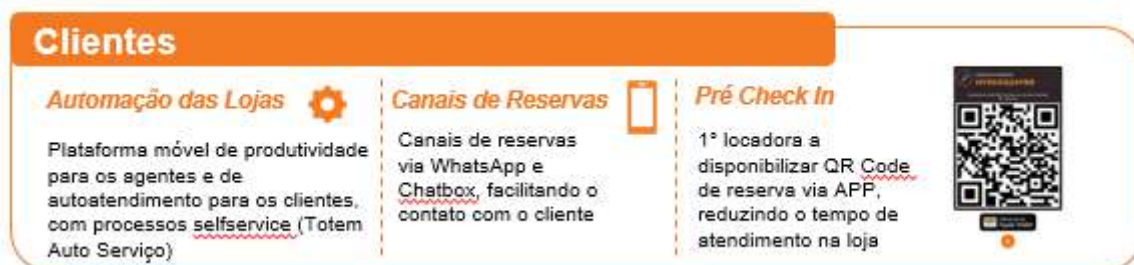 Clientes
Automação das Lojas
Plataforma móvel de produtividade
para os agentes e de
autoatendimento para os clientes,
com processos selfservice (Totem
Auto Serviço)
Canais de Reservas
Canais de reservas
via WhatsApp e
Chatbox, facilitando o
contato com o cliente
Pré Check In
1° locadora a
disponibilizar QR Code
de reserva via APP,
reduzindo o tempo de
atendimento na loja